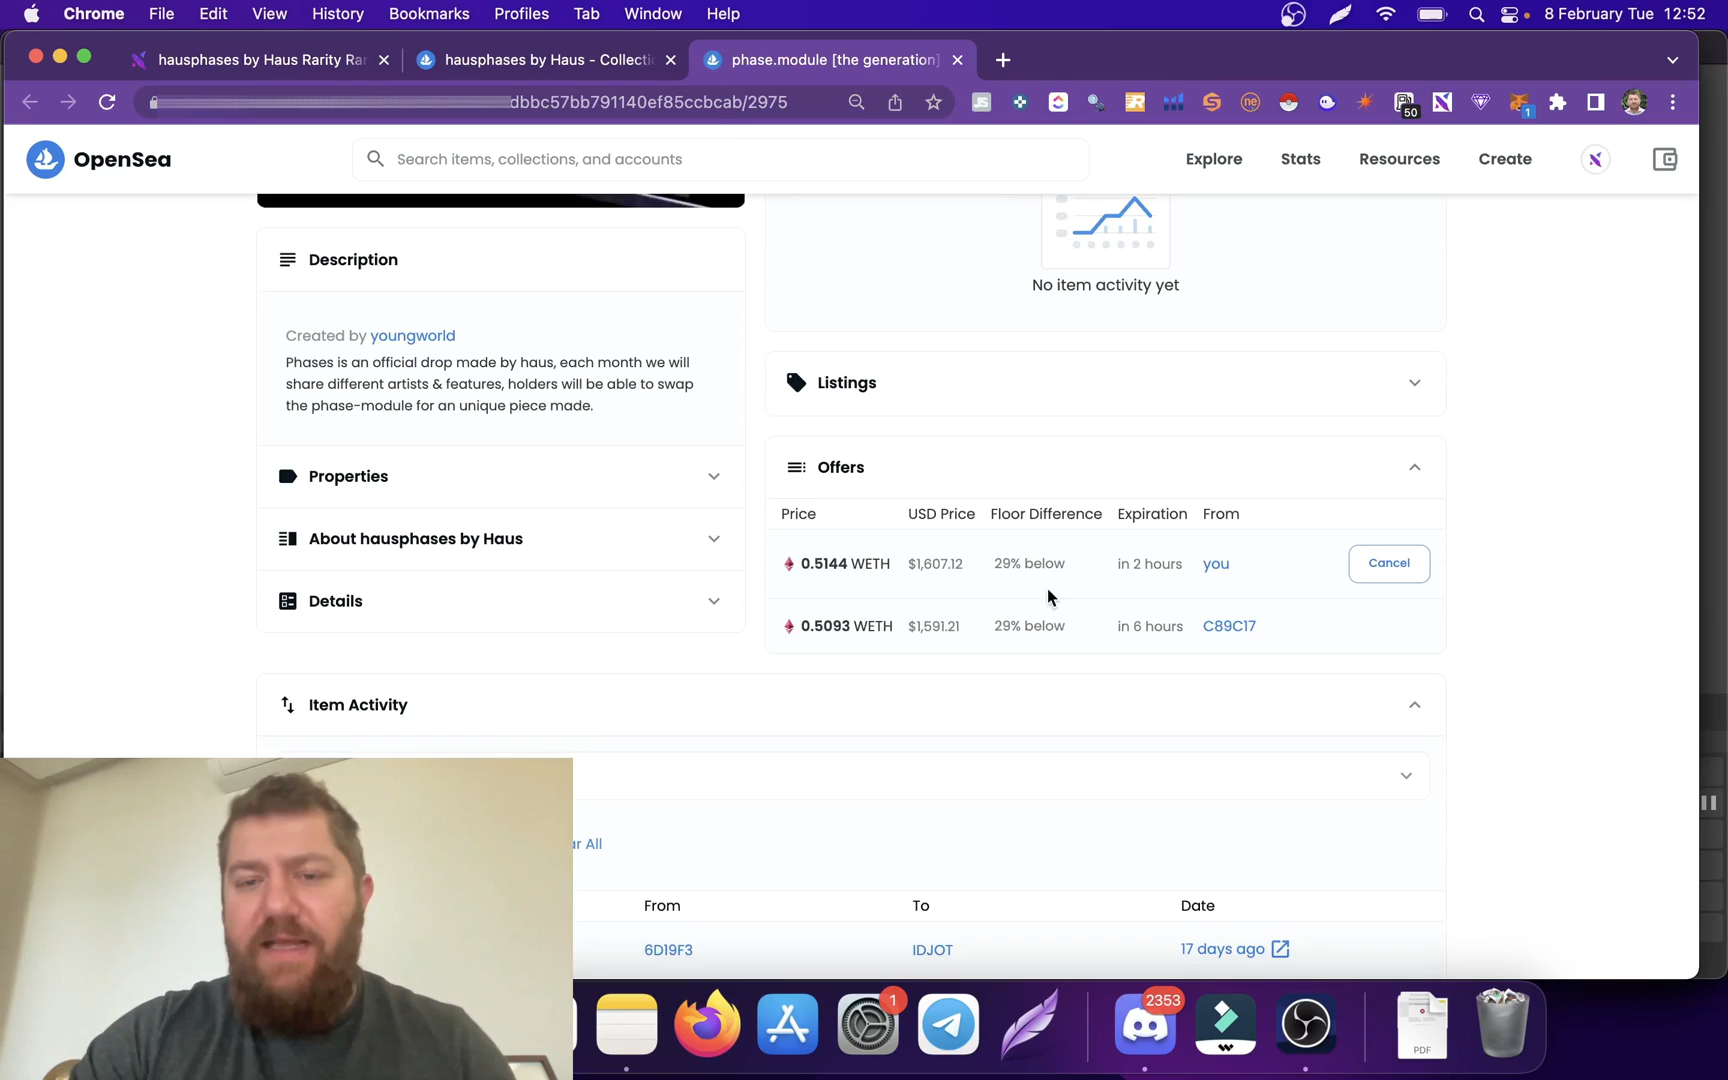 Chrome File Edit View History Bookmarks Profiles Tab Window Help 8 February Tue 12:52
hausphases by Haus Rarity Rar hausphases by Haus - Collecti phase.module [the generation]
dbbc57bb791140ef85ccbcab/2975
JS ne 50 1
OpenSea Search items, collections, and accounts Explore Stats Resources Create
No item activity yet
Description
Created by youngworld
Phases is an official drop made by haus, each month we will
share different artists & features, holders will be able to swap
the phase-module for an unique piece made.
Properties
About hausphases by Haus
Details
Listings
Offers
Price USD Price Floor Difference Expiration From
0.5144 WETH $1,607.12 29% below in 2 hours you Cancel
0.5093 WETH $1,591.21 29% below in 6 hours C89C17
Item Activity
ar All
From To Date
6D19F3 IDJOT 17 days ago
1 2353
PDF